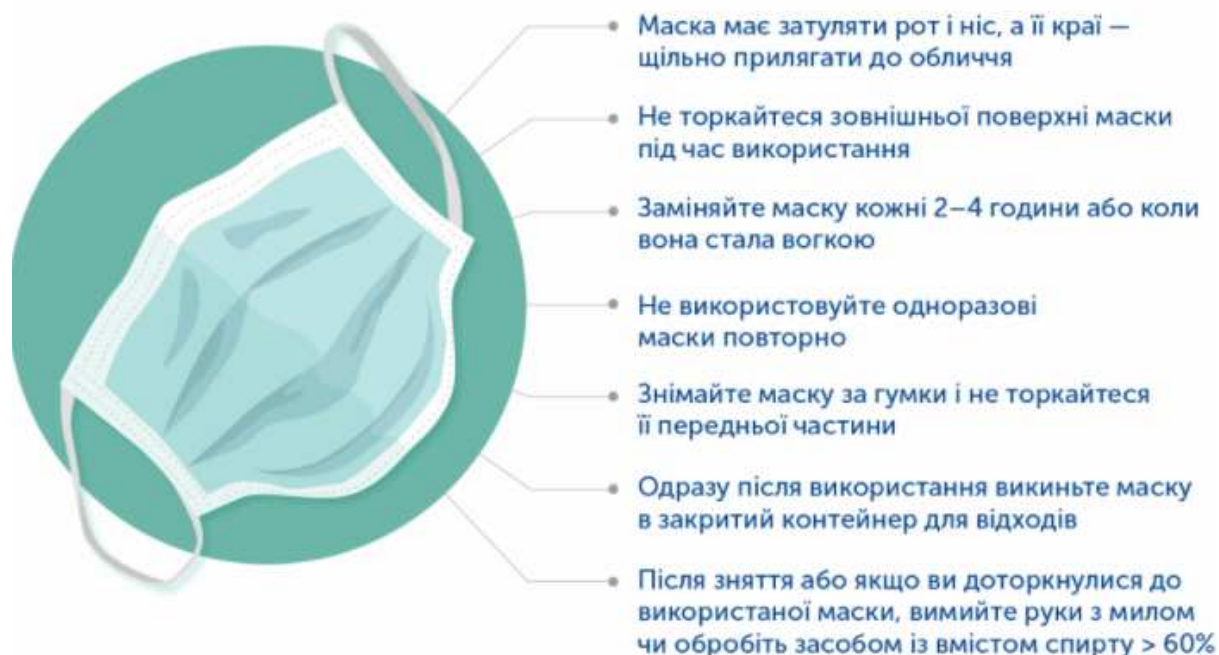 Маска має затуляти рот і ніс, а її краї —
щільно прилягати до обличчя
Не торкайтеся зовнішньої поверхні маски
під час використання
Заміняйте маску кожні 2–4 години або коли
вона стала вогкою
Не використовуйте одноразові
маски повторно
Знімайте маску за гумки і не торкайтеся
її передньої частини
Одразу після використання викиньте маску
в закритий контейнер для відходів
Після зняття або якщо ви доторкнулися до
використаної маски, вимийте руки з милом
чи обробіть засобом із вмістом спирту > 60%